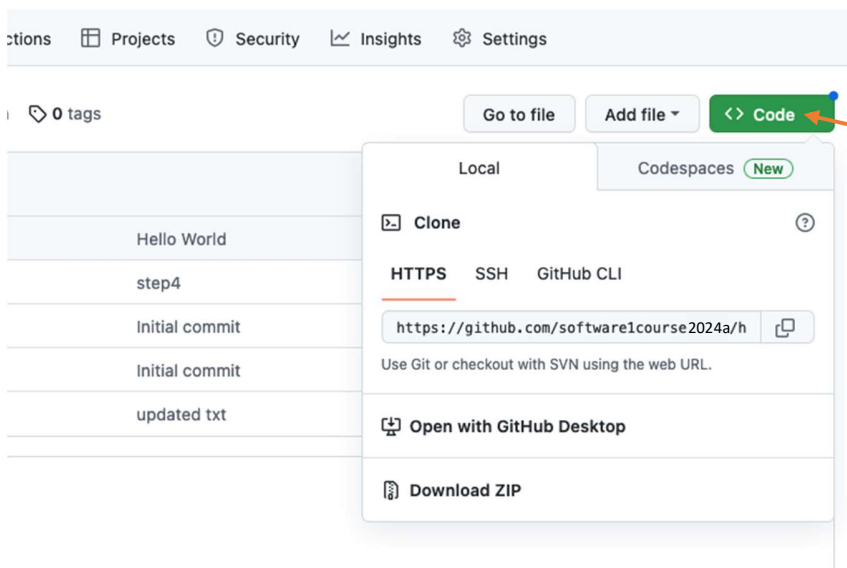 ctions Projects Security Insights Settings
0 tags Go to file Add file <> Code
Local Codespaces New
Clone
Hello World
HTTPS SSH GitHub CLI
step4
Initial commit
https://github.com/software1course2024a/h
Initial commit
Use Git or checkout with SVN using the web URL.
updated txt
Open with GitHub Desktop
Download ZIP